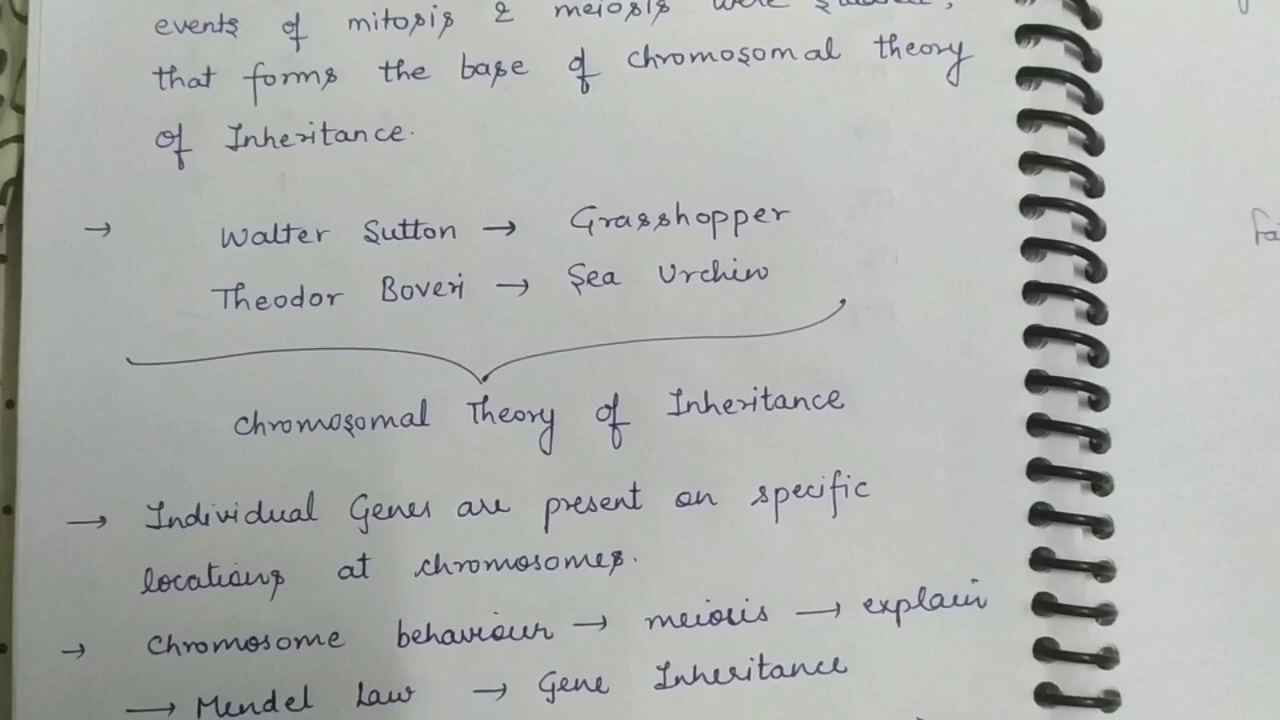 events of mitosis & meiosis were
that forms the base of chromosomal theory
of Inheritance.
→ Walter Sutton → Grasshopper
Theodor Boveri → Sea Urchin
Chromosomal Theory of Inheritance
→ Individual Genes are present on specific
locations at chromosomes.
→ Chromosome behaviour → meiosis → explain
→ Mendel Law → Gene Inheritance